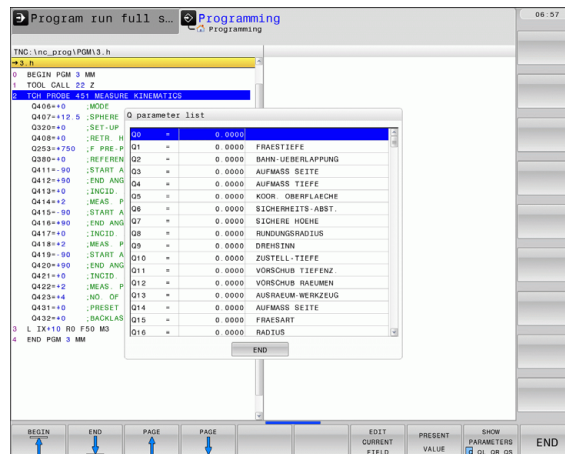 Program run full s...
Programming
Programming
06:57
TNC:\nc_prog\PGM\3.h
→3.h
0 BEGIN PGM 3 MM
1 TOOL CALL 22 Z
2 TCH PROBE 451 MEASURE KINEMATICS
Q406=+0 ;MODE
Q407=+12.5 ;SPHERE
Q320=+0 ;SET-UP
Q408=+0 ;RETR. H
Q253=+750 ;F PRE-P
Q380=+0 ;REFEREN
Q411=-90 ;START A
Q412=+90 ;END ANG
Q413=+0 ;INCID.
Q414=+2 ;MEAS. P
Q415=-90 ;START A
Q416=+90 ;END ANG
Q417=+0 ;INCID.
Q418=+2 ;MEAS. P
Q419=-90 ;START A
Q420=+90 ;END ANG
Q421=+0 ;INCID.
Q422=+2 ;MEAS. P
Q423=+4 ;NO. OF
Q431=+0 ;PRESET
Q432=+0 ;BACKLAS
3 L IX+10 R0 F50 M3
4 END PGM 3 MM
Q parameter list
Q0 = 0.0000
Q1 = 0.0000 FRAESTIEFE
Q2 = 0.0000 BAHN-UEBERLAPPUNG
Q3 = 0.0000 AUFMASS SEITE
Q4 = 0.0000 AUFMASS TIEFE
Q5 = 0.0000 KOOR. OBERFLAECHE
Q6 = 0.0000 SICHERHEITS-ABST.
Q7 = 0.0000 SICHERE HOEHE
Q8 = 0.0000 RUNDUNGSRADIUS
Q9 = 0.0000 DREHSINN
Q10 = 0.0000 ZUSTELL-TIEFE
Q11 = 0.0000 VORSCHUB TIEFENZ.
Q12 = 0.0000 VORSCHUB RAEUMEN
Q13 = 0.0000 AUSRAEUM-WERKZEUG
Q14 = 0.0000 AUFMASS SEITE
Q15 = 0.0000 FRAESART
Q16 = 0.0000 RADIUS
END
BEGIN
END
PAGE
PAGE
EDIT
CURRENT
FIELD
PRESENT
VALUE
SHOW
PARAMETERS
Q QL QR QS
END